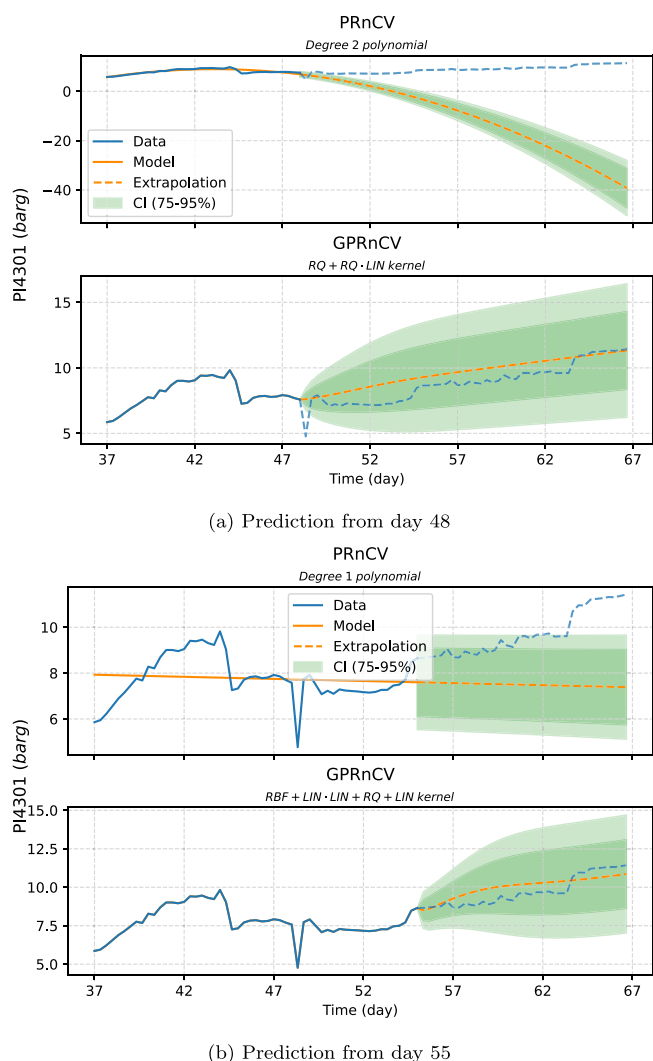 PRnCV
Degree 2 polynomial
0
−20
−40
Data
Model
Extrapolation
CI (75-95%)
PI4301 (barg)
GPRnCV
RQ + RQ · LIN kernel
15
10
5
37 42 47 52 57 62 67
Time (day)
(a) Prediction from day 48
PRnCV
Degree 1 polynomial
10
8
6
Data
Model
Extrapolation
CI (75-95%)
PI4301 (barg)
GPRnCV
RBF + LIN · LIN + RQ + LIN kernel
15.0
12.5
10.0
7.5
5.0
37 42 47 52 57 62 67
Time (day)
(b) Prediction from day 55